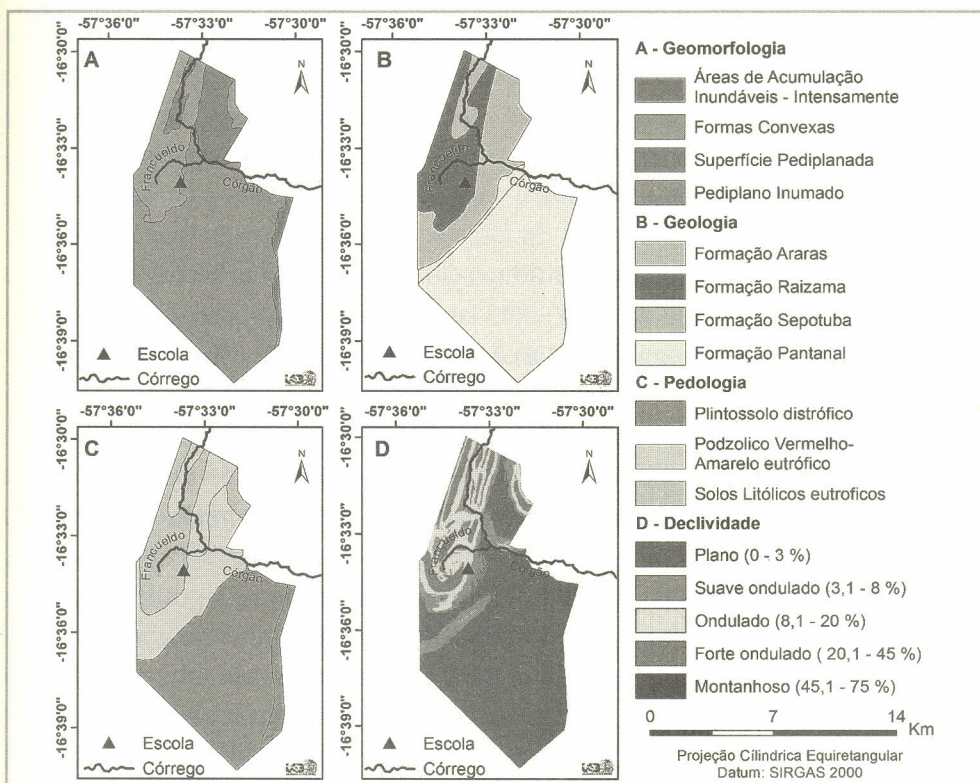 -57°36'0" -57°33'0" -57°30'0"
-57°36'0" -57°33'0" -57°30'0"
-16°30'0"
-16°33'0"
-16°36'0"
-16°39'0"
A
N
Francueldo
Córgão
Escola
Córrego
-16°30'0"
-16°33'0"
-16°36'0"
-16°39'0"
B
N
Córgão
Escola
Córrego
A - Geomorfologia
Áreas de Acumulação
Inundáveis - Intensamente
Formas Convexas
Superfície Pediplanada
Pediplano Inumado
B - Geologia
Formação Araras
Formação Raizama
Formação Sepotuba
Formação Pantanal
-57°36'0" -57°33'0" -57°30'0"
-57°36'0" -57°33'0" -57°30'0"
-16°30'0"
-16°33'0"
-16°36'0"
-16°39'0"
C
N
Francueldo
Córgão
Escola
Córrego
-16°30'0"
-16°33'0"
-16°36'0"
-16°39'0"
D
N
Francueldo
Córgão
Escola
Córrego
C - Pedologia
Plintossolo distrófico
Podzolico Vermelho-
Amarelo eutrófico
Solos Litólicos eutroficos
D - Declividade
Plano (0 - 3 %)
Suave ondulado (3,1 - 8 %)
Ondulado (8,1 - 20 %)
Forte ondulado ( 20,1 - 45 %)
Montanhoso (45,1 - 75 %)
0 7 14
Km
Projeção Cílindrica Equiretangular
Datum: SIRGAS 2000